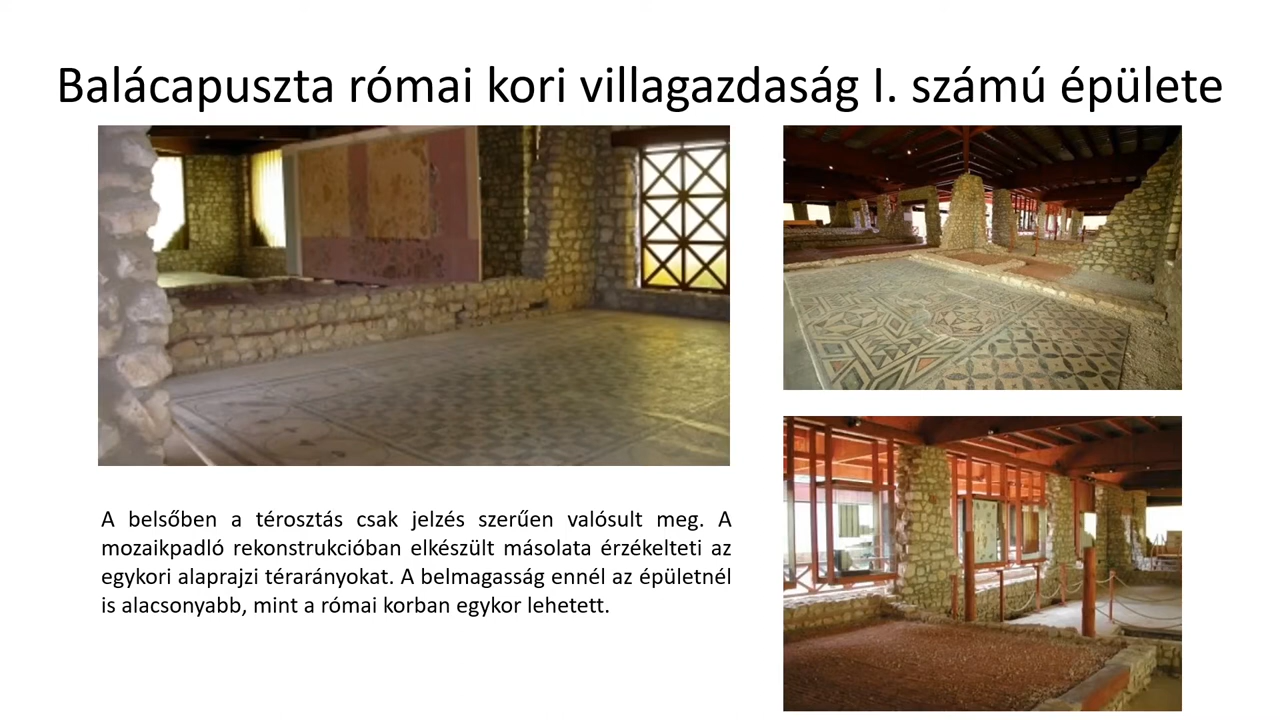 Balácapuszta római kori villagazdaság I. számú épülete
A belsőben a térosztás csak jelzés szerűen valósult meg. A
mozaikpadló rekonstrukcióban elkészült másolata érzékelteti az
egykori alaprajzi térarányokat. A belmagasság ennél az épületnél
is alacsonyabb, mint a római korban egykor lehetett.